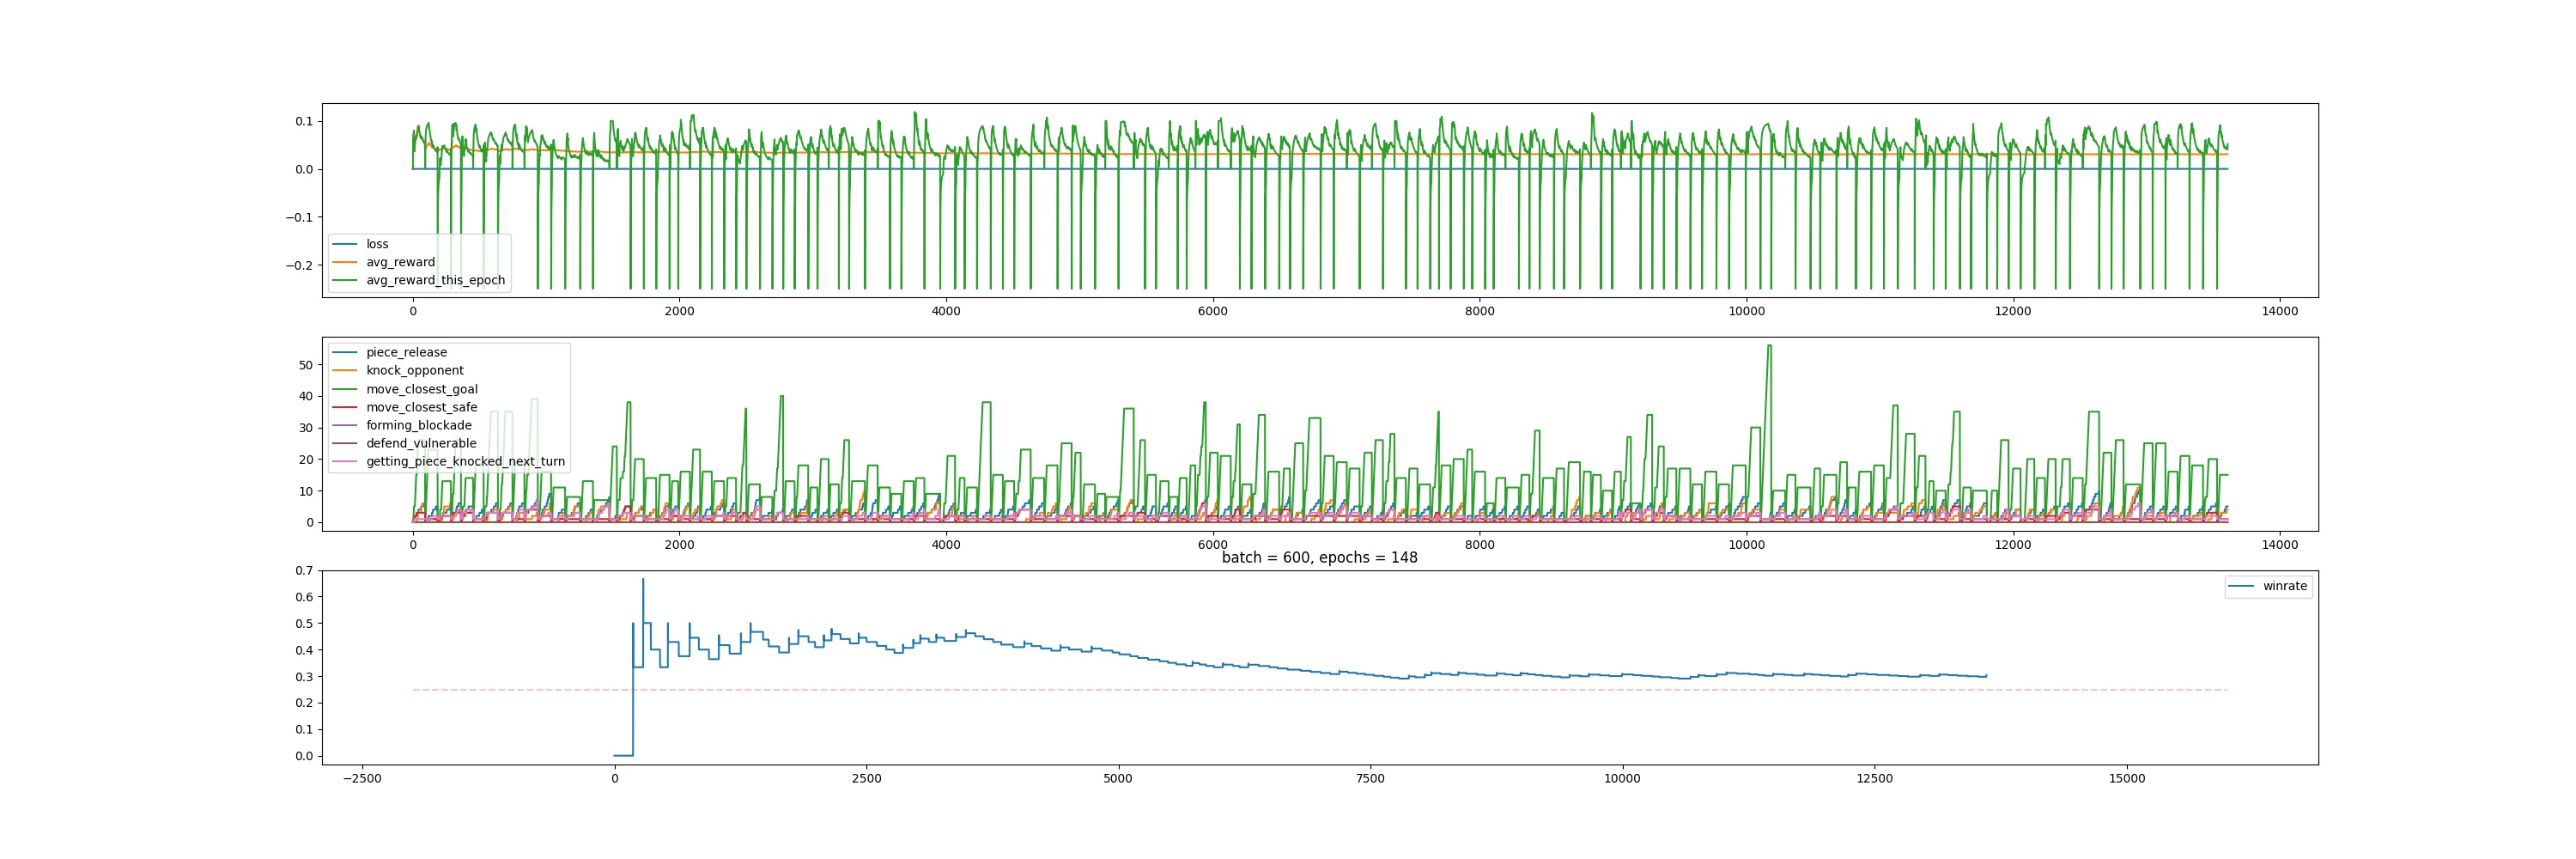 0.1
0.0
−0.1
−0.2
loss
avg_reward
avg_reward_this_epoch
0 2000 4000 6000 8000 10000 12000 14000
50
40
30
20
10
0
piece_release
knock_opponent
move_closest_goal
move_closest_safe
forming_blockade
defend_vulnerable
getting_piece_knocked_next_turn
0 2000 4000 6000 8000 10000 12000 14000
batch = 600, epochs = 148
0.7
0.6
0.5
0.4
0.3
0.2
0.1
0.0
winrate
−2500 0 2500 5000 7500 10000 12500 15000